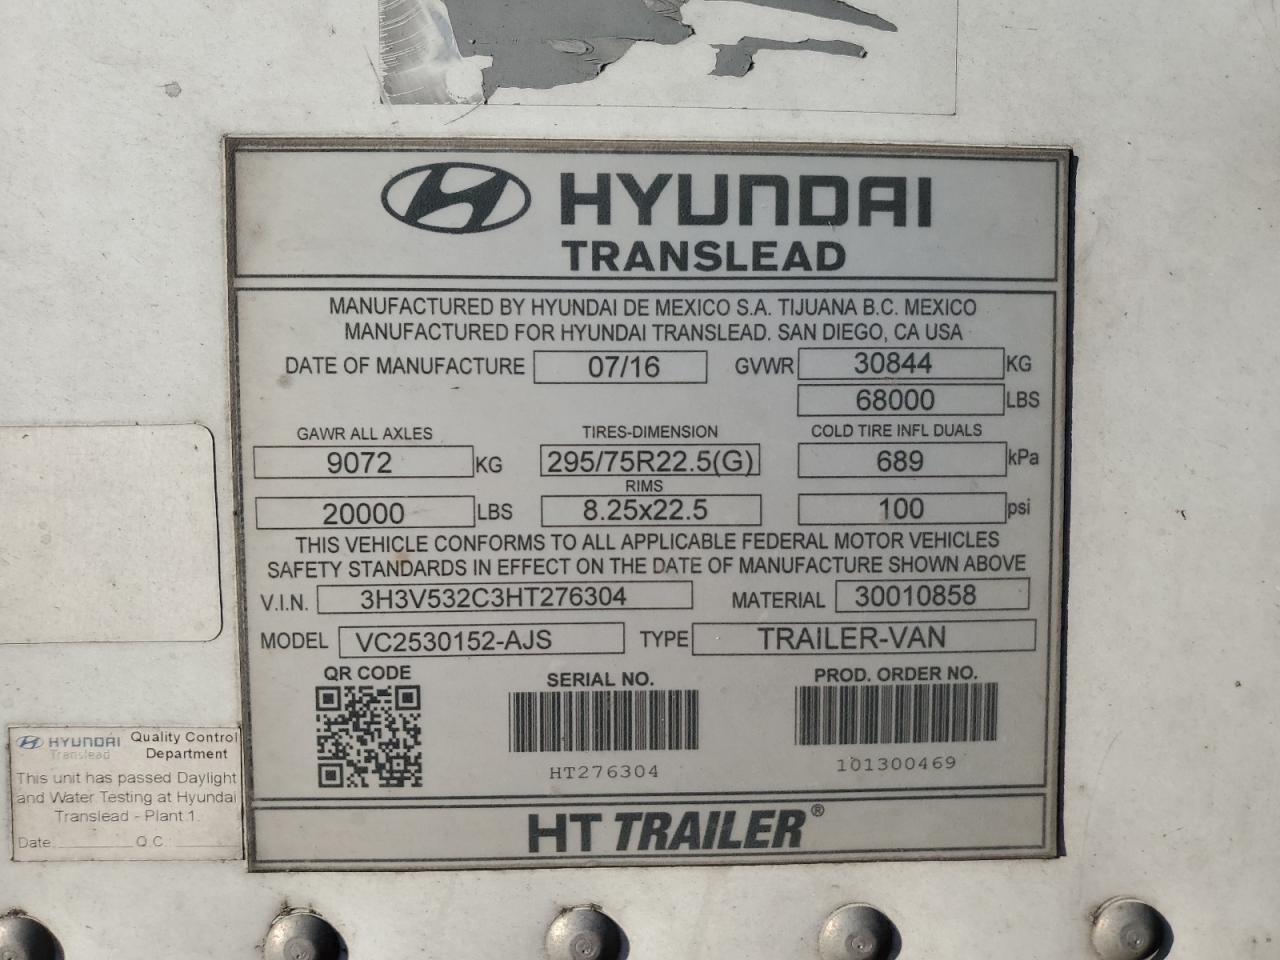 HYUNDAI
TRANSLEAD
MANUFACTURED BY HYUNDAI DE MEXICO S.A. TIJUANA B.C. MEXICO
MANUFACTURED FOR HYUNDAI TRANSLEAD. SAN DIEGO, CA USA
DATE OF MANUFACTURE 07/16 GVWR 30844 KG
68000 LBS
GAWR ALL AXLES TIRES-DIMENSION COLD TIRE INFL DUALS
9072 KG 295/75R22.5(G) 689 kPa
RIMS
20000 LBS 8.25x22.5 100 psi
THIS VEHICLE CONFORMS TO ALL APPLICABLE FEDERAL MOTOR VEHICLES
SAFETY STANDARDS IN EFFECT ON THE DATE OF MANUFACTURE SHOWN ABOVE
V.I.N. 3H3V532C3HT276304 MATERIAL 30010858
MODEL VC2530152-AJS TYPE TRAILER-VAN
QR CODE SERIAL NO. PROD. ORDER NO.
HT276304 101300469
HT TRAILER®
HYUNDAI Quality Control
Translead Department
This unit has passed Daylight
and Water Testing at Hyundai
Translead - Plant 1.
Date: Q.C.